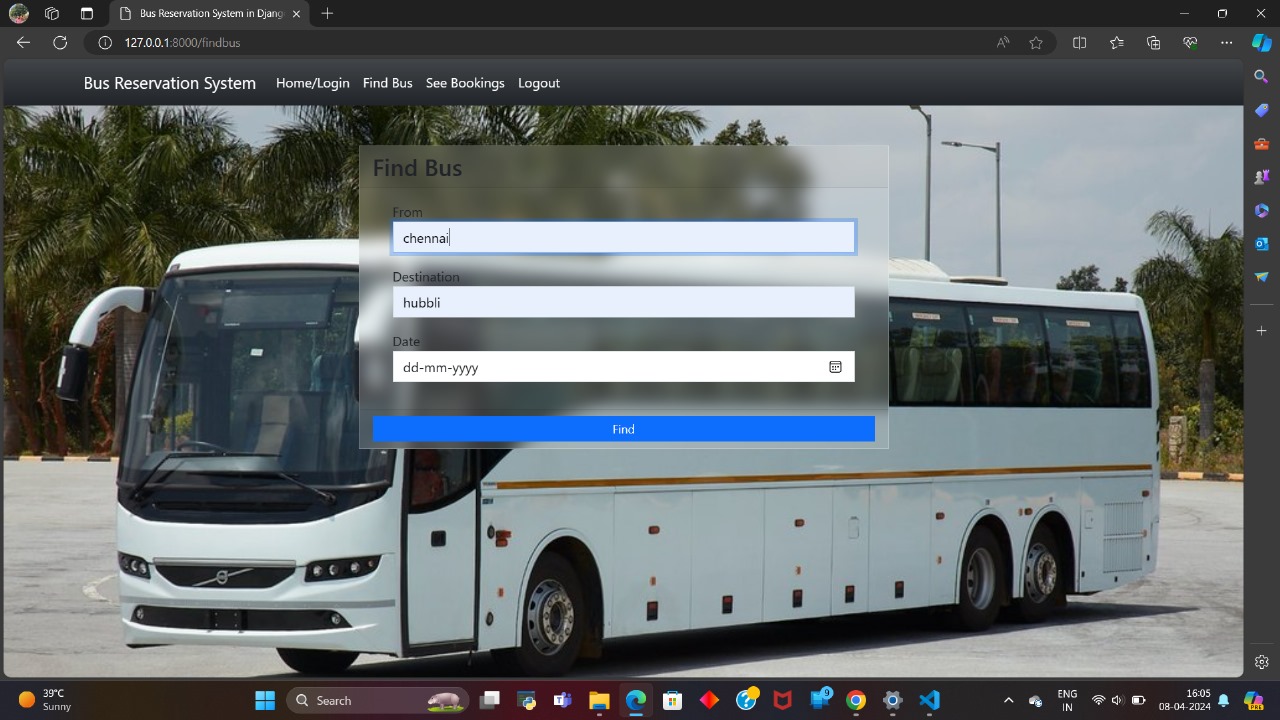 Bus Reservation System in Djang
127.0.0.1:8000/findbus
Bus Reservation System Home/Login Find Bus See Bookings Logout
Find Bus
From
chennai
Destination
hubbli
Date
dd-mm-yyyy
Find
39°C
Sunny
Search
9
ENG
IN
16:05
08-04-2024